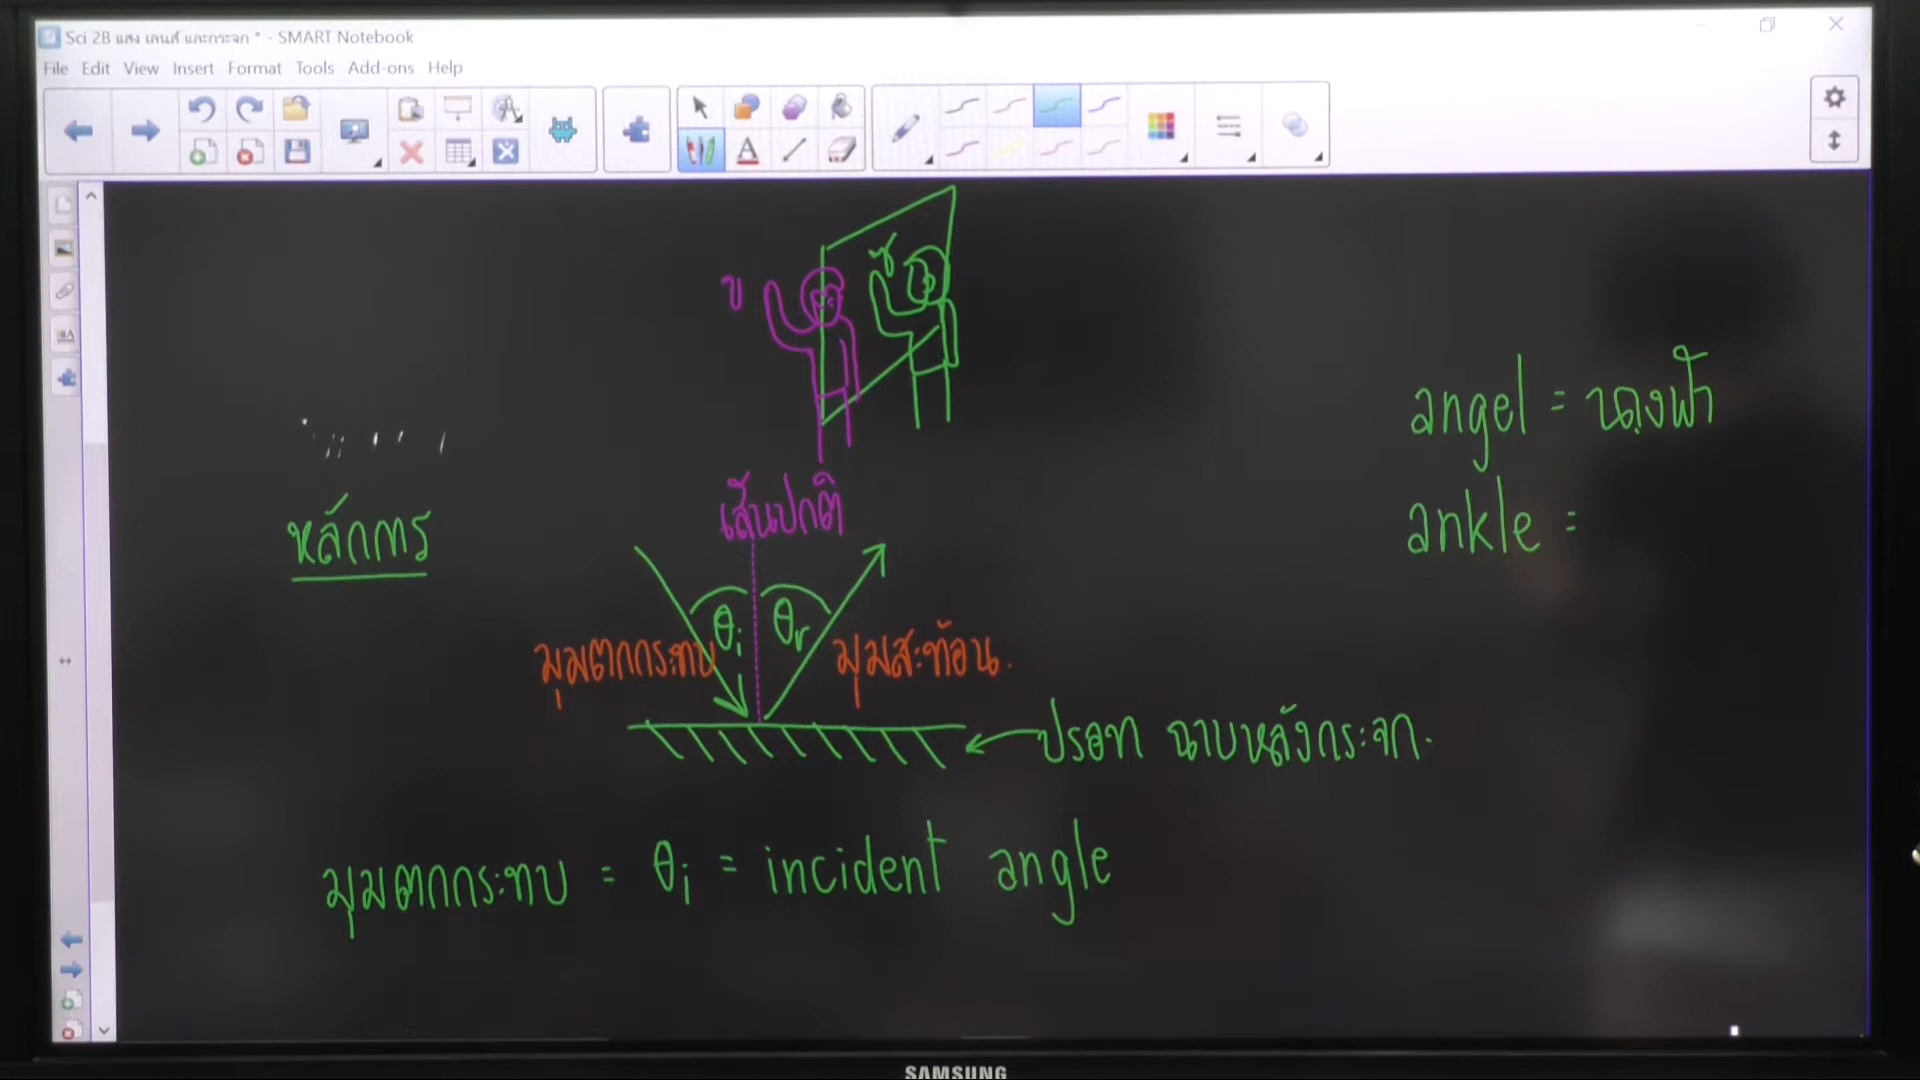 Sci 2B แสง เลนส์ และกระจก * - SMART Notebook
File Edit View Insert Format Tools Add-ons Help
ข
ซ
angel = นางฟ้า
ankle =
หลักการ
เส้นปกติ
θi
θr
มุมตกกระทบ
มุมสะท้อน.
ปรอท ฉาบหลังกระจก.
มุมตกกระทบ = θi = incident angle
SAMSUNG